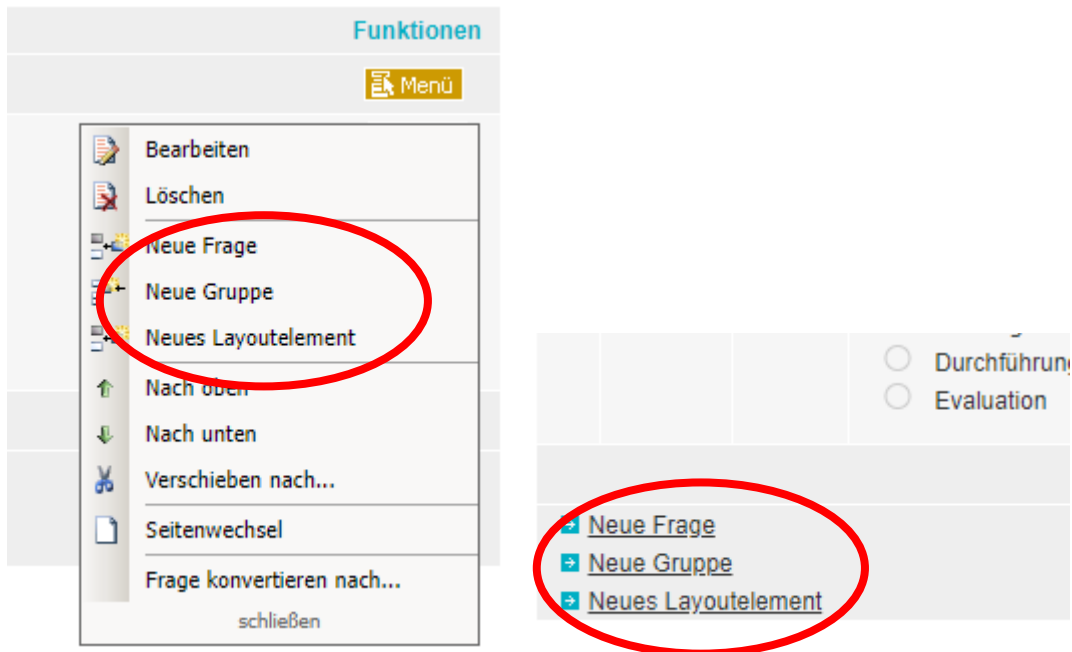 Funktionen
Menü
Bearbeiten
Löschen
Neue Frage
Neue Gruppe
Neues Layoutelement
Nach oben
Nach unten
Verschieben nach...
Seitenwechsel
Frage konvertieren nach...
schließen
Durchführung
Evaluation
Neue Frage
Neue Gruppe
Neues Layoutelement